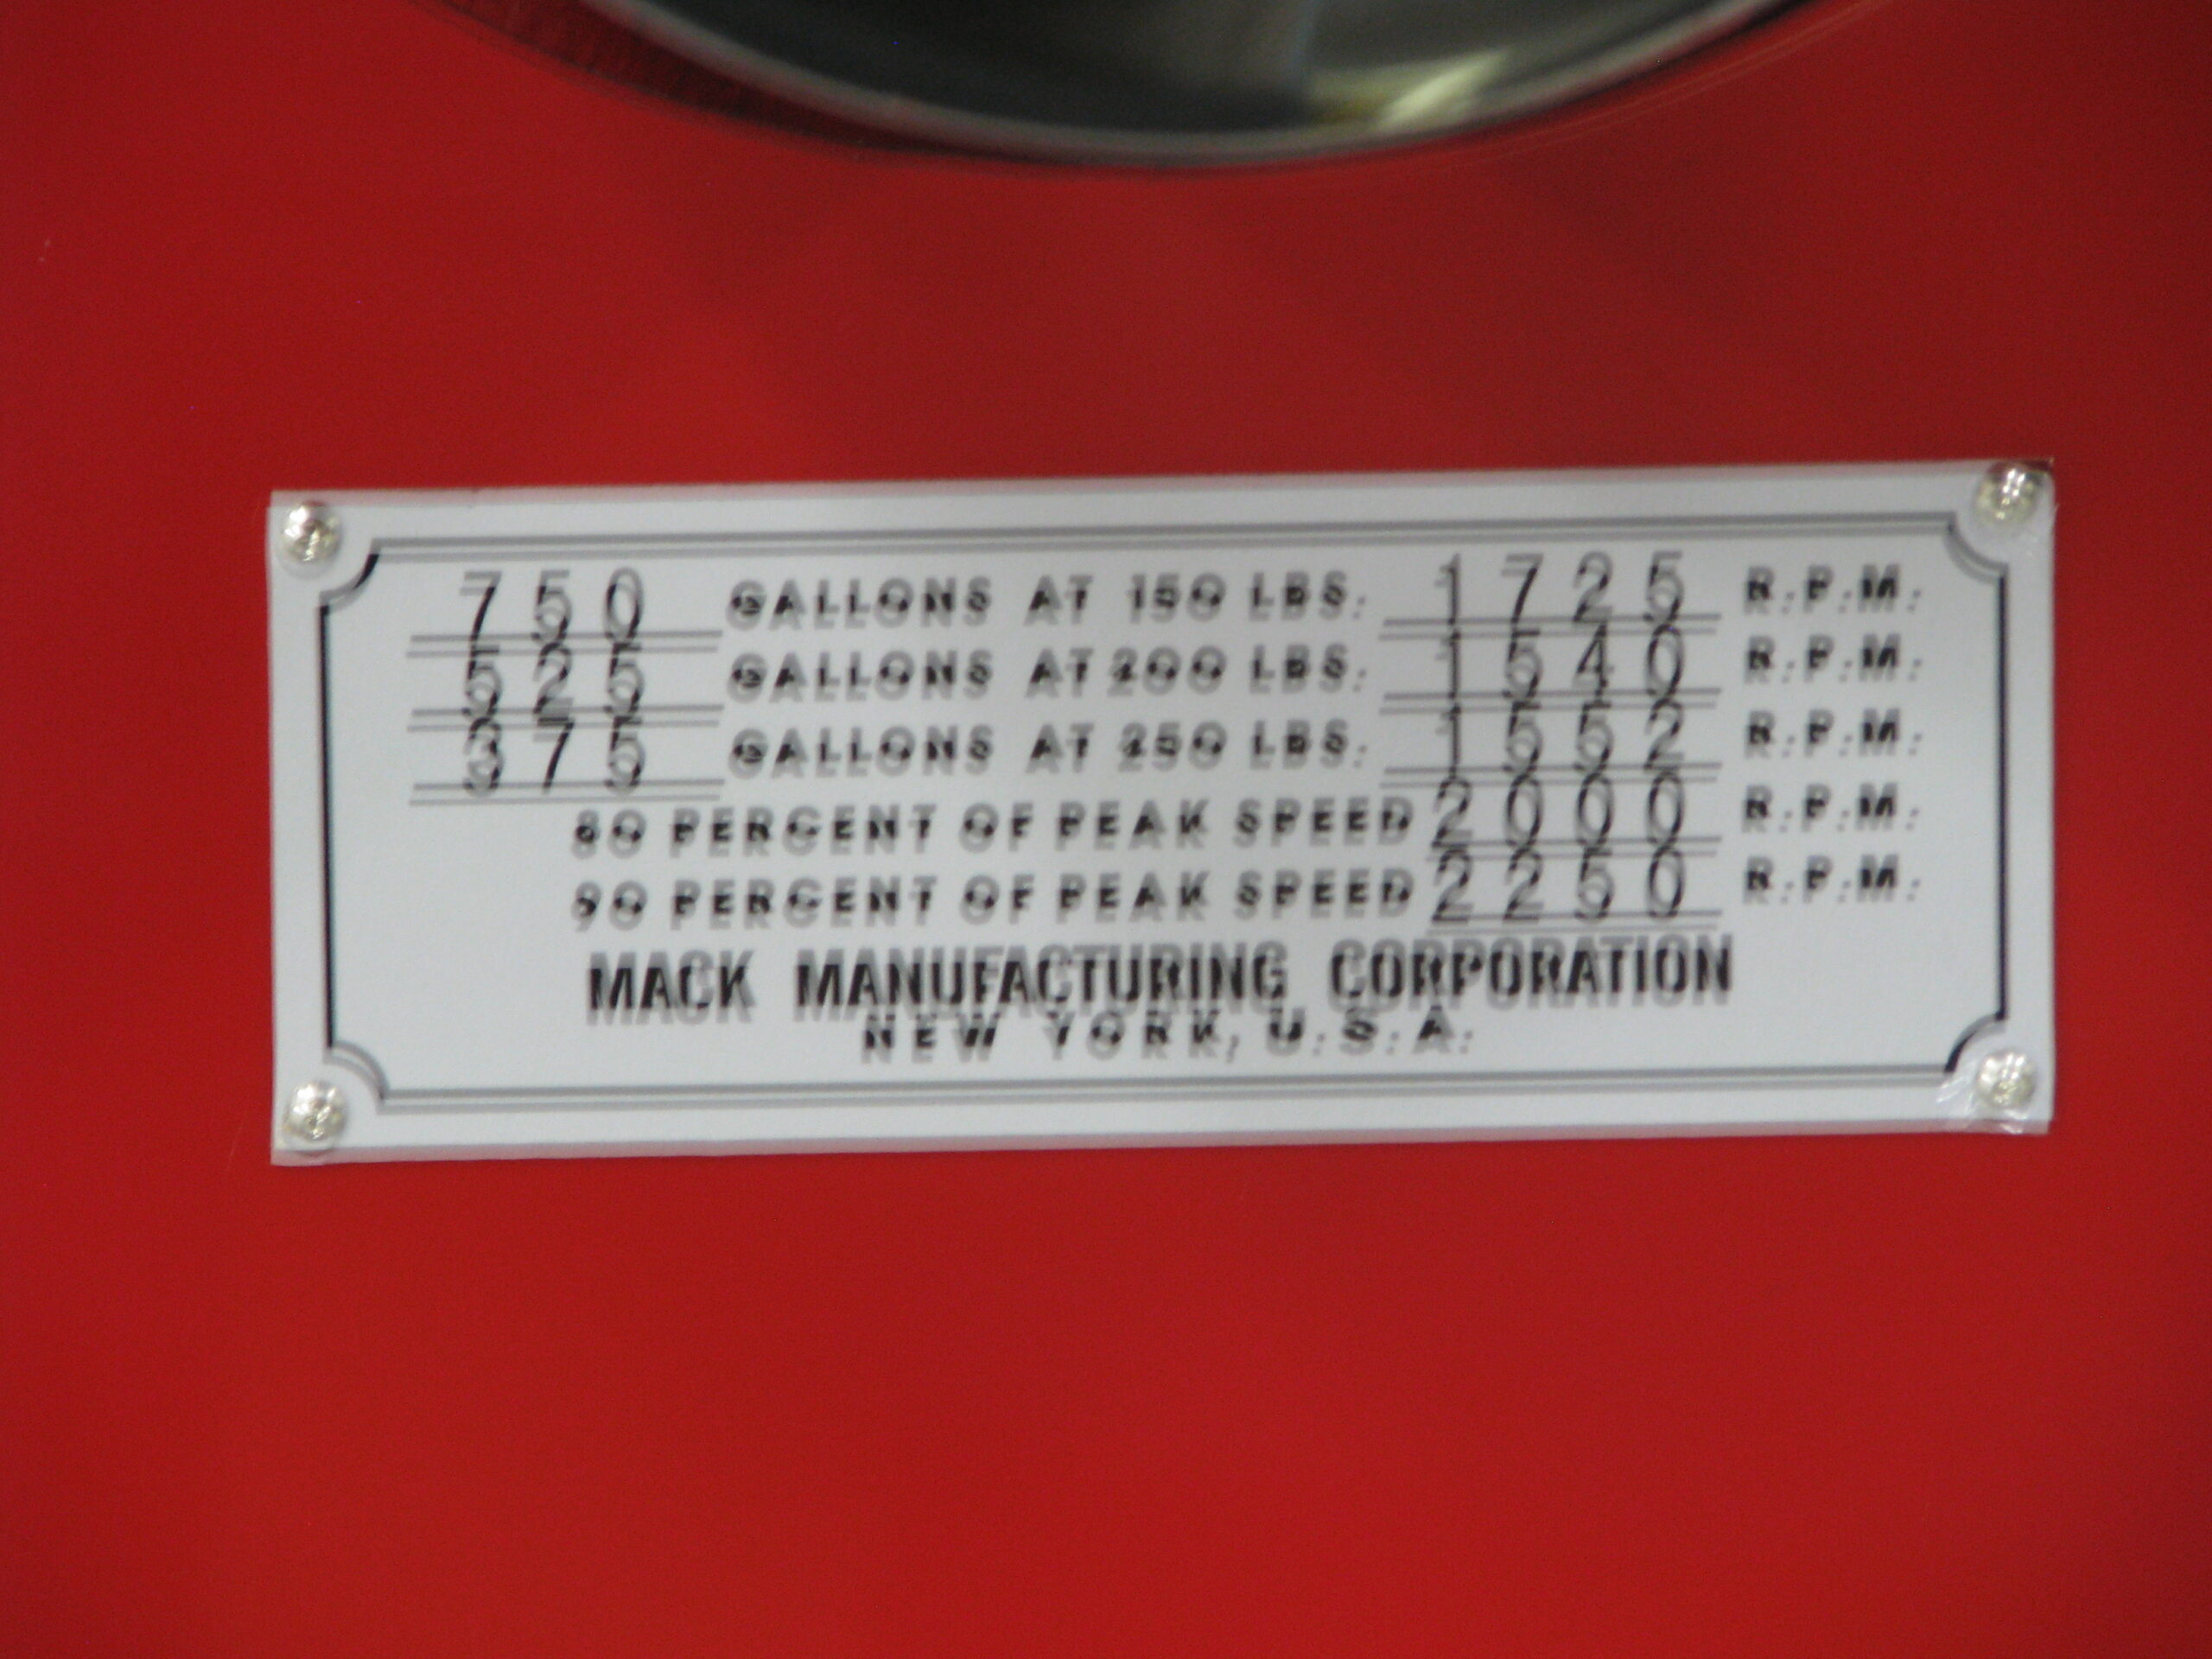 750 GALLONS AT 150 LBS. 1725 R.P.M.
525 GALLONS AT 200 LBS. 1540 R.P.M.
375 GALLONS AT 250 LBS. 1552 R.P.M.
80 PERCENT OF PEAK SPEED 2000 R.P.M.
90 PERCENT OF PEAK SPEED 2250 R.P.M.
MACK MANUFACTURING CORPORATION
NEW YORK, U.S.A.